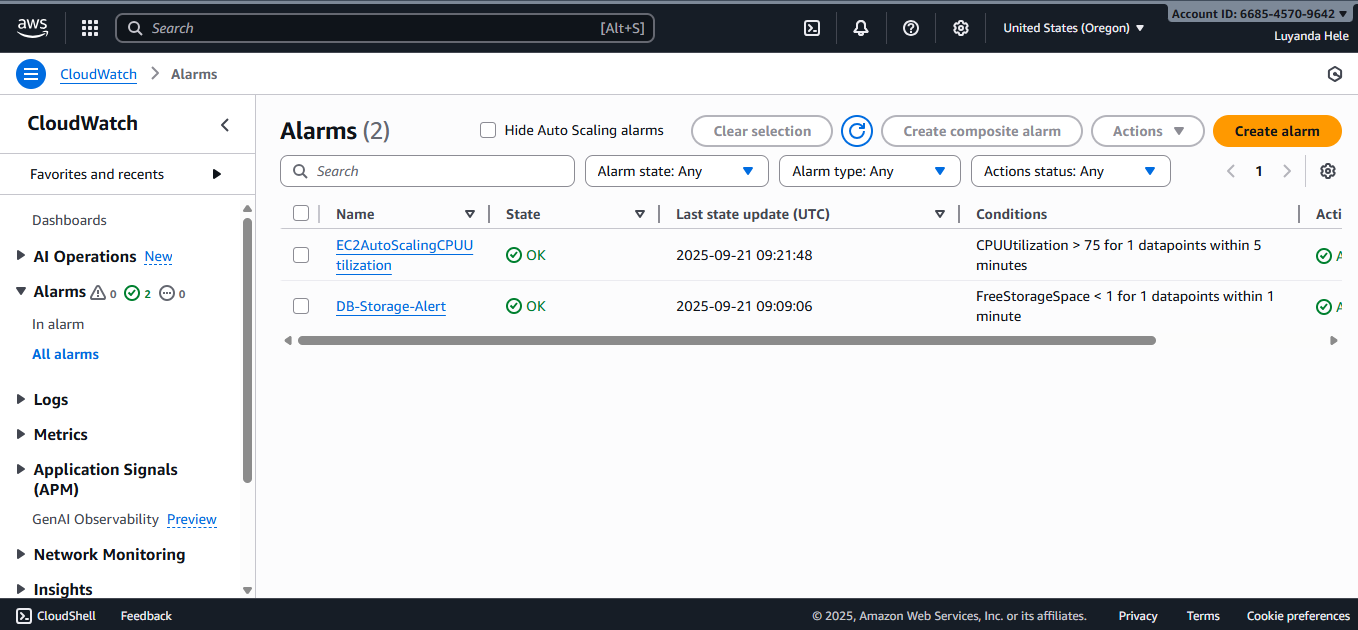 aws
Search [Alt+S]
United States (Oregon)
Account ID: 6685-4570-9642
Luyanda Hele
CloudWatch
Alarms
CloudWatch
Favorites and recents
Dashboards
AI Operations New
Alarms 0 2 0
In alarm
All alarms
Logs
Metrics
Application Signals
(APM)
GenAI Observability Preview
Network Monitoring
Insights
Alarms (2)
Hide Auto Scaling alarms
Clear selection
Create composite alarm
Actions
Create alarm
Search
Alarm state: Any
Alarm type: Any
Actions status: Any
1
Name State Last state update (UTC) Conditions Acti
EC2AutoScalingCPUU
tilization
OK
2025-09-21 09:21:48
CPUUtilization > 75 for 1 datapoints within 5
minutes
A
DB-Storage-Alert
OK
2025-09-21 09:09:06
FreeStorageSpace < 1 for 1 datapoints within 1
minute
A
CloudShell Feedback © 2025, Amazon Web Services, Inc. or its affiliates. Privacy Terms Cookie preferences